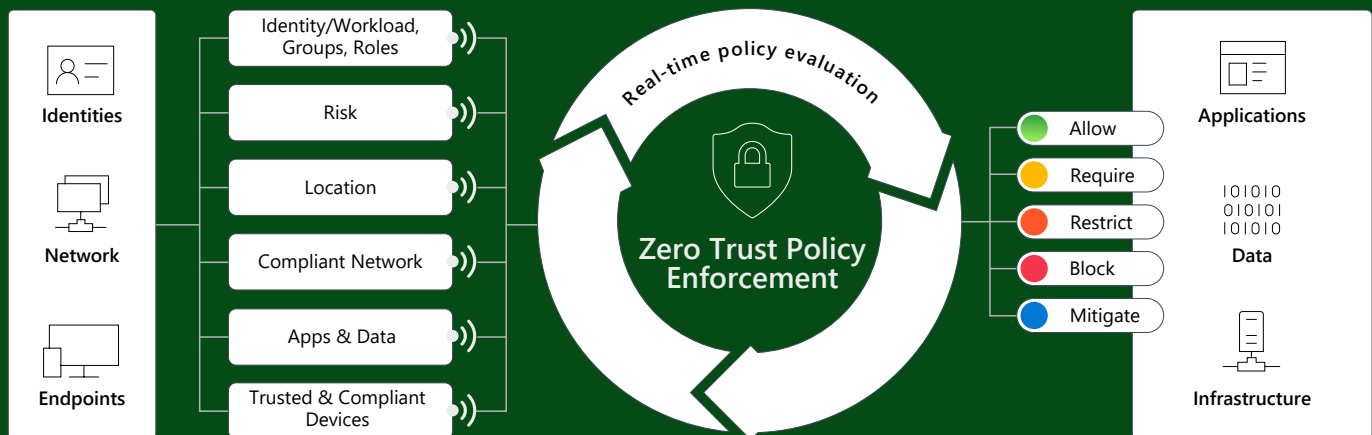 Identities
Network
Endpoints
Identity/Workload,
Groups, Roles
Risk
Location
Compliant Network
Apps & Data
Trusted & Compliant
Devices
Real-time policy evaluation
Zero Trust Policy
Enforcement
Allow
Require
Restrict
Block
Mitigate
Applications
101010
010101
101010
Data
Infrastructure